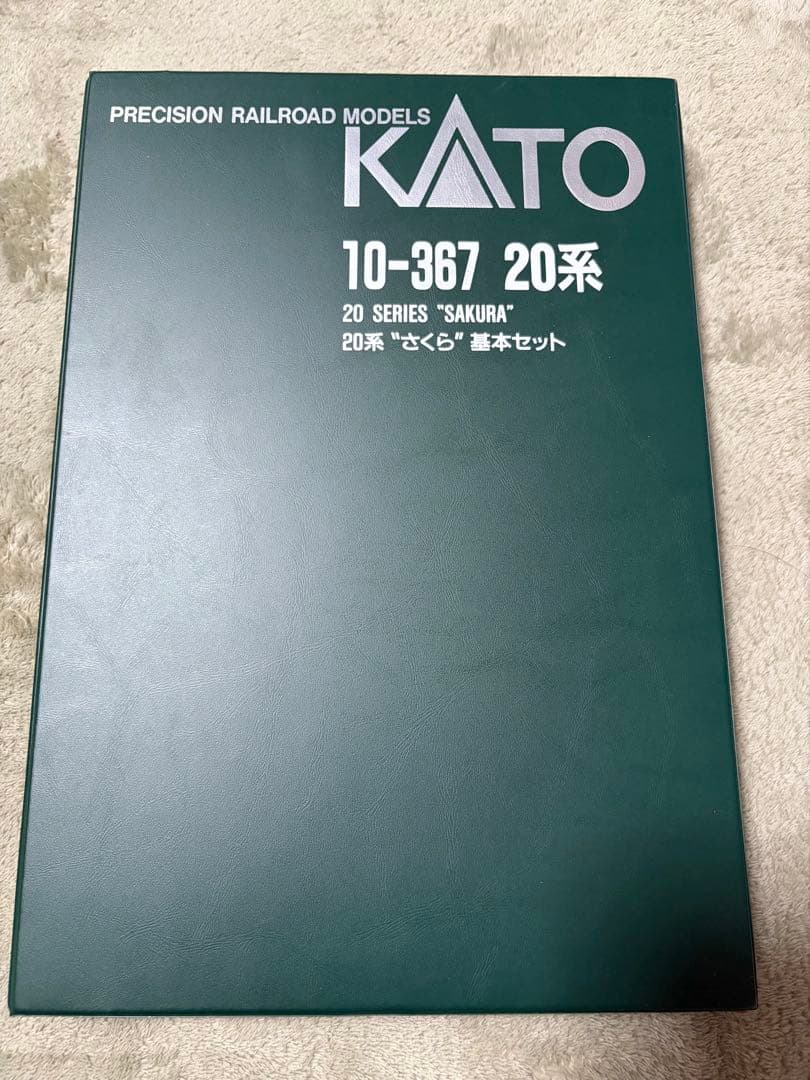 PRECISION RAILROAD MODELS
KATO
10-367 20系
20 SERIES "SAKURA"
20系 "さくら" 基本セット